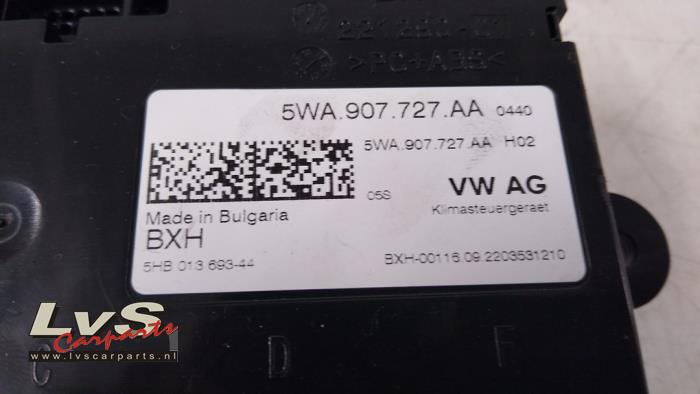 >PC+ABS<
5WA.907.727.AA 0440
5WA.907.727.AA H02
05S VW AG
Made in Bulgaria
Klimasteuergeraet
BXH
5HB 013 693-44
BXH-00116.09.2203531210
LvS
Carparts
www.lvscarparts.nl
C D E